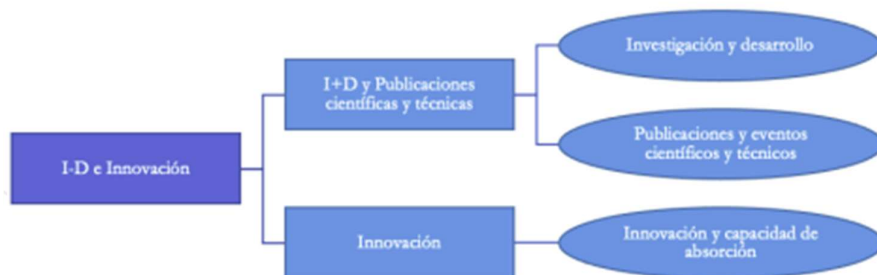 Investigación y desarrollo
I+D y Publicaciones
científicas y técnicas
Publicaciones y eventos
científicos y técnicos
I-D e Innovación
Innovación
Innovación y capacidad de
absorción